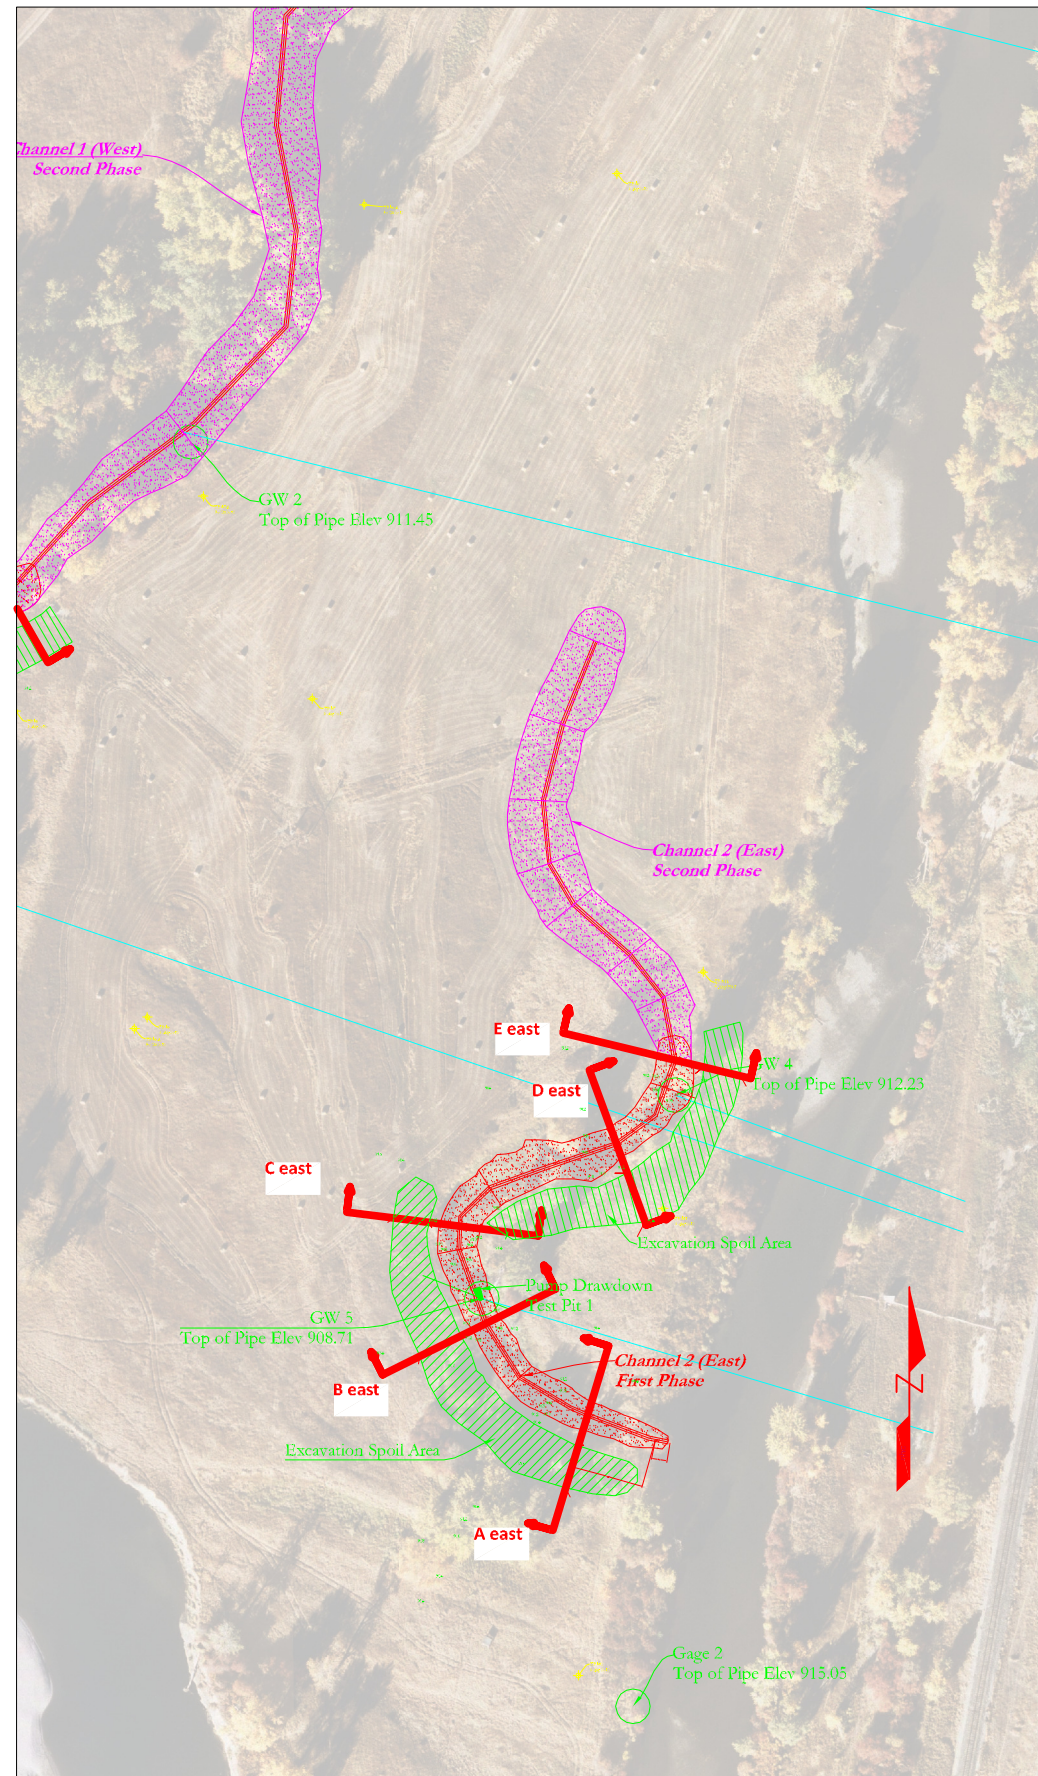 Channel 1 (West)
Second Phase
GW 2
Top of Pipe Elev 911.45
Channel 2 (East)
Second Phase
E east
GW 4
Top of Pipe Elev 912.23
D east
C east
Excavation Spoil Area
Pump Drawdown
Test Pit 1
GW 5
Top of Pipe Elev 908.71
Channel 2 (East)
First Phase
B east
Excavation Spoil Area
Z
A east
Gage 2
Top of Pipe Elev 913.05